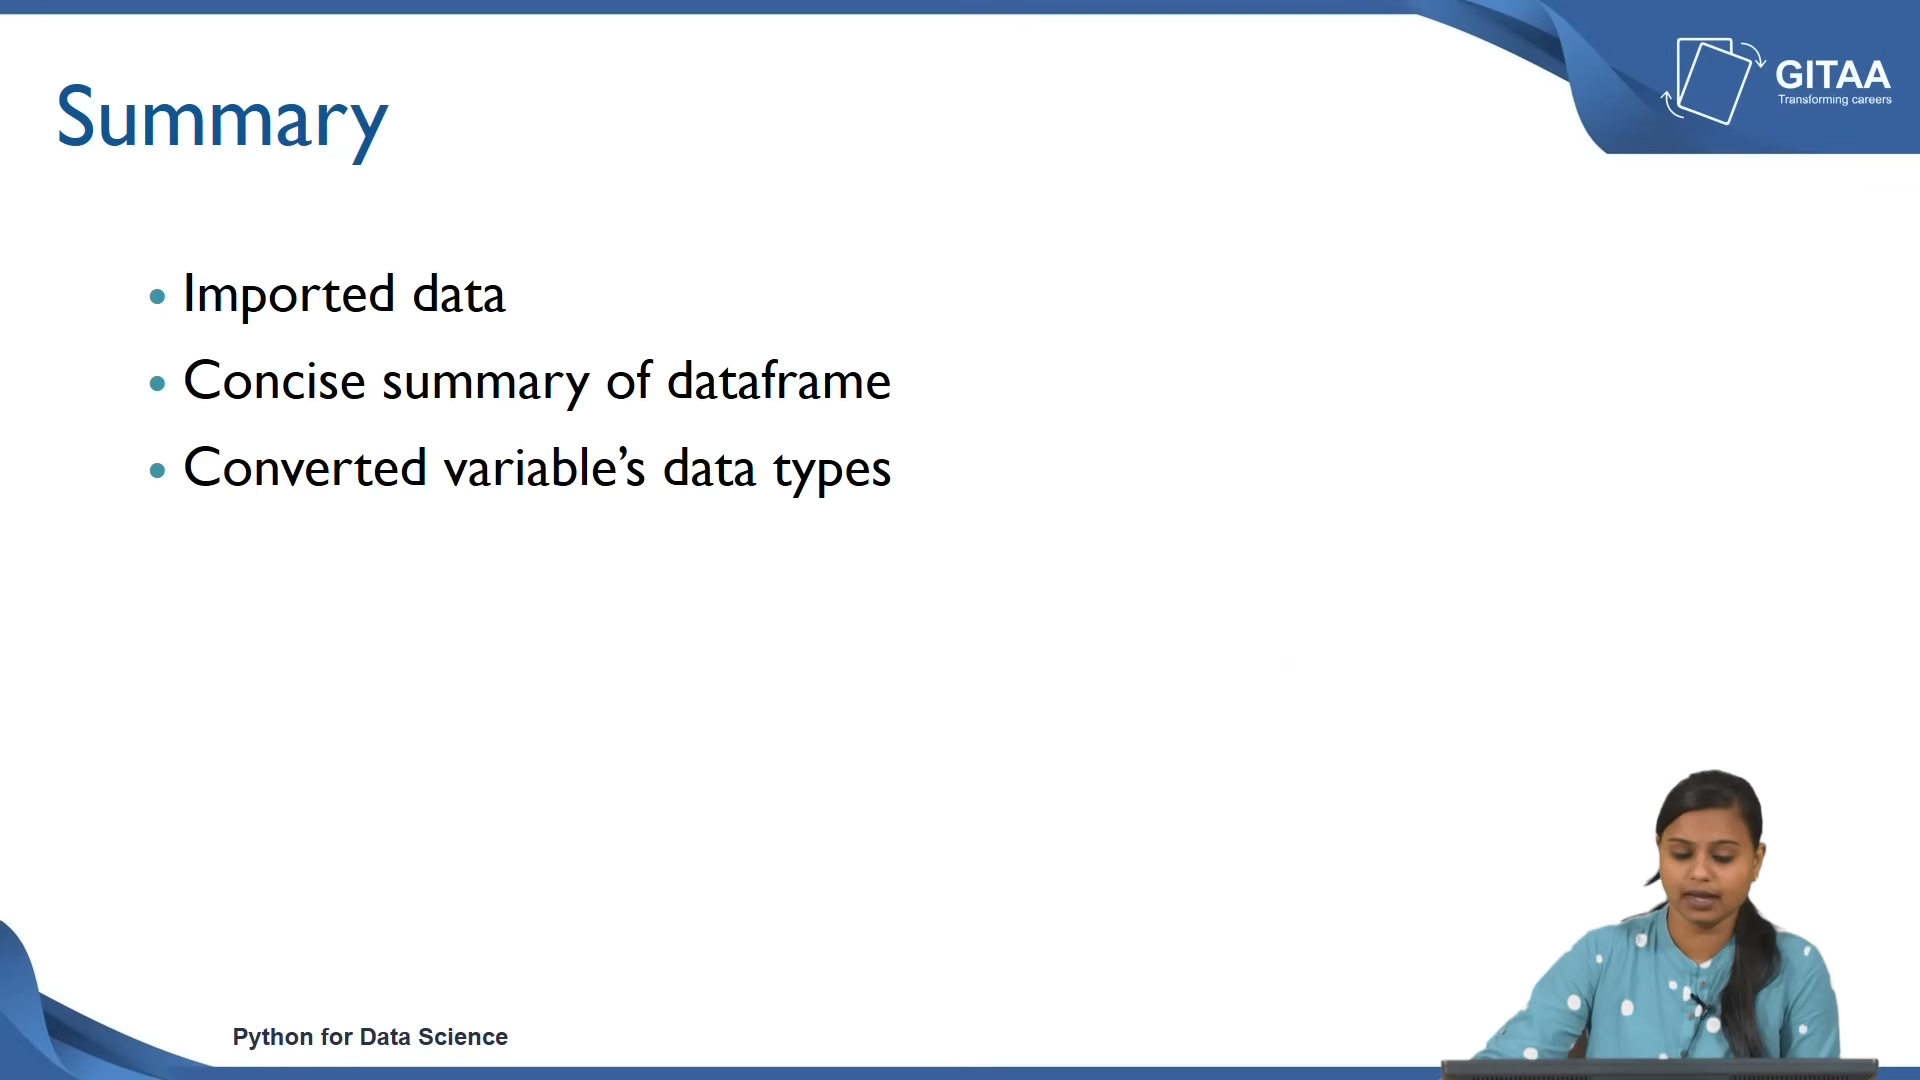 GITAA
Transforming careers
Summary
• Imported data
• Concise summary of dataframe
• Converted variable’s data types
Python for Data Science